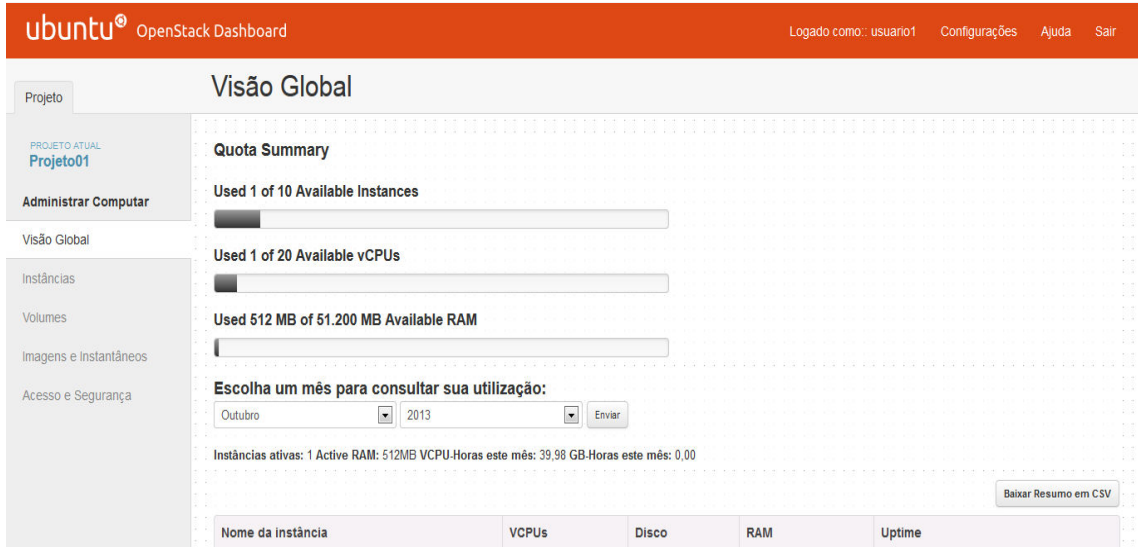 ubuntu® OpenStack Dashboard
Logado como:: usuario1 Configurações Ajuda Sair
Projeto
Visão Global
PROJETO ATUAL
Projeto01
Administrar Computar
Visão Global
Instâncias
Volumes
Imagens e Instantâneos
Acesso e Segurança
Quota Summary
Used 1 of 10 Available Instances
Used 1 of 20 Available vCPUs
Used 512 MB of 51.200 MB Available RAM
Escolha um mês para consultar sua utilização:
Outubro 2013 Enviar
Instâncias ativas: 1 Active RAM: 512MB VCPU-Horas este mês: 39,98 GB-Horas este mês: 0,00
Baixar Resumo em CSV
Nome da instância VCPUs Disco RAM Uptime